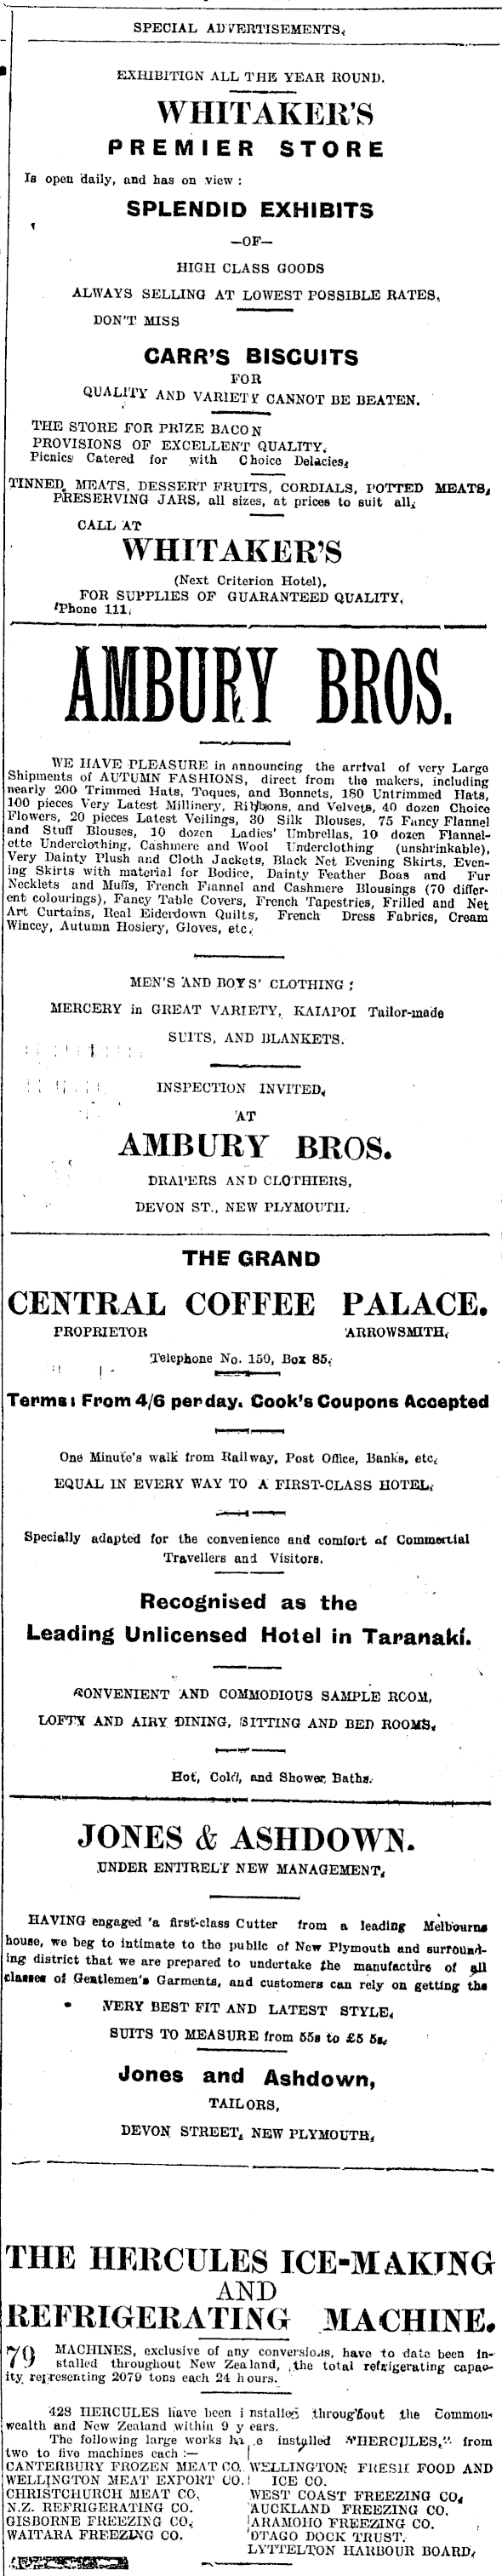 SPECIAL ADVERTISEMENTS.
EXHIBITION ALL THE YEAR ROUND.
WHITAKER'S
PREMIER STORE
Is open daily, and has on view :
SPLENDID EXHIBITS
—OF—
HIGH CLASS GOODS
ALWAYS SELLING AT LOWEST POSSIBLE RATES.
DON'T MISS
CARR'S BISCUITS
FOR
QUALITY AND VARIETY CANNOT BE BEATEN.
THE STORE FOR PRIZE BACON
PROVISIONS OF EXCELLENT QUALITY.
Picnics Catered for with Choice Delacies.
TINNED MEATS, DESSERT FRUITS, CORDIALS, POTTED MEATS,
PRESERVING JARS, all sizes, at prices to suit all.
CALL AT
WHITAKER'S
(Next Criterion Hotel),
FOR SUPPLIES OF GUARANTEED QUALITY.
'Phone 111.
AMBURY BROS.
WE HAVE PLEASURE in announcing the arrival of very Large
Shipments of AUTUMN FASHIONS, direct from the makers, including
nearly 200 Trimmed Hats, Toques, and Bonnets, 180 Untrimmed Hats,
100 pieces Very Latest Millinery, Ribbons, and Velvets, 40 dozen Choice
Flowers, 20 pieces Latest Veilings, 30 Silk Blouses, 75 Fancy Flannel
and Stuff Blouses, 10 dozen Ladies' Umbrellas, 10 dozen Flannel-
ette Underclothing, Cashmere and Wool Underclothing (unshrinkable),
Very Dainty Plush and Cloth Jackets, Black Net Evening Skirts, Even-
ing Skirts with material for Bodice, Dainty Feather Boas and Fur
Necklets and Muffs, French Flannel and Cashmere Blousings (70 differ-
ent colourings), Fancy Table Covers, French Tapestries, Frilled and Net
Art Curtains, Real Eiderdown Quilts, French Dress Fabrics, Cream
Wincey, Autumn Hosiery, Gloves, etc.
MEN'S AND BOYS' CLOTHING ;
MERCERY in GREAT VARIETY, KAIAPOI Tailor-made
SUITS, AND BLANKETS.
INSPECTION INVITED,
AT
AMBURY BROS.
DRAPERS AND CLOTHIERS,
DEVON ST., NEW PLYMOUTH.
THE GRAND
CENTRAL COFFEE PALACE.
PROPRIETOR ARROWSMITH.
Telephone No. 150, Box 85.
Terms: From 4/6 per day. Cook's Coupons Accepted
One Minute's walk from Railway, Post Office, Banks, etc.
EQUAL IN EVERY WAY TO A FIRST-CLASS HOTEL.
Specially adapted for the convenience and comfort of Commercial
Travellers and Visitors.
Recognised as the
Leading Unlicensed Hotel in Taranaki.
CONVENIENT AND COMMODIOUS SAMPLE ROOM,
LOFTY AND AIRY DINING, SITTING AND BED ROOMS.
Hot, Cold, and Shower Baths.
JONES & ASHDOWN.
UNDER ENTIRELY NEW MANAGEMENT.
HAVING engaged a first-class Cutter from a leading Melbourne
house, we beg to intimate to the public of New Plymouth and surround-
ing district that we are prepared to undertake the manufacture of all
classes of Gentlemen's Garments, and customers can rely on getting the
VERY BEST FIT AND LATEST STYLE.
SUITS TO MEASURE from 55s to £5 5s.
Jones and Ashdown,
TAILORS,
DEVON STREET, NEW PLYMOUTH.
THE HERCULES ICE-MAKING
AND
REFRIGERATING MACHINE.
79 MACHINES, exclusive of any conversions, have to date been in-
stalled throughout New Zealand, the total refrigerating capac-
ity representing 2079 tons each 24 hours.
428 HERCULES have been installed throughout the Common-
wealth and New Zealand within 9 years.
The following large works have installed "HERCULES," from
two to five machines each :—
CANTERBURY FROZEN MEAT CO. WELLINGTON FRESH FOOD AND
WELLINGTON MEAT EXPORT CO. ICE CO.
CHRISTCHURCH MEAT CO. WEST COAST FREEZING CO.
N.Z. REFRIGERATING CO. AUCKLAND FREEZING CO.
GISBORNE FREEZING CO. ARAMOHO FREEZING CO.
WAITARA FREEZING CO. OTAGO DOCK TRUST.
LYTTELTON HARBOUR BOARD.